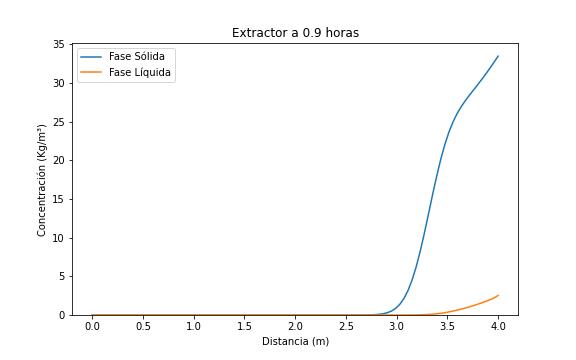 Extractor a 0.9 horas
Fase Sólida
Fase Líquida
Concentración (Kg/m³)
35
30
25
20
15
10
5
0
0.0 0.5 1.0 1.5 2.0 2.5 3.0 3.5 4.0
Distancia (m)